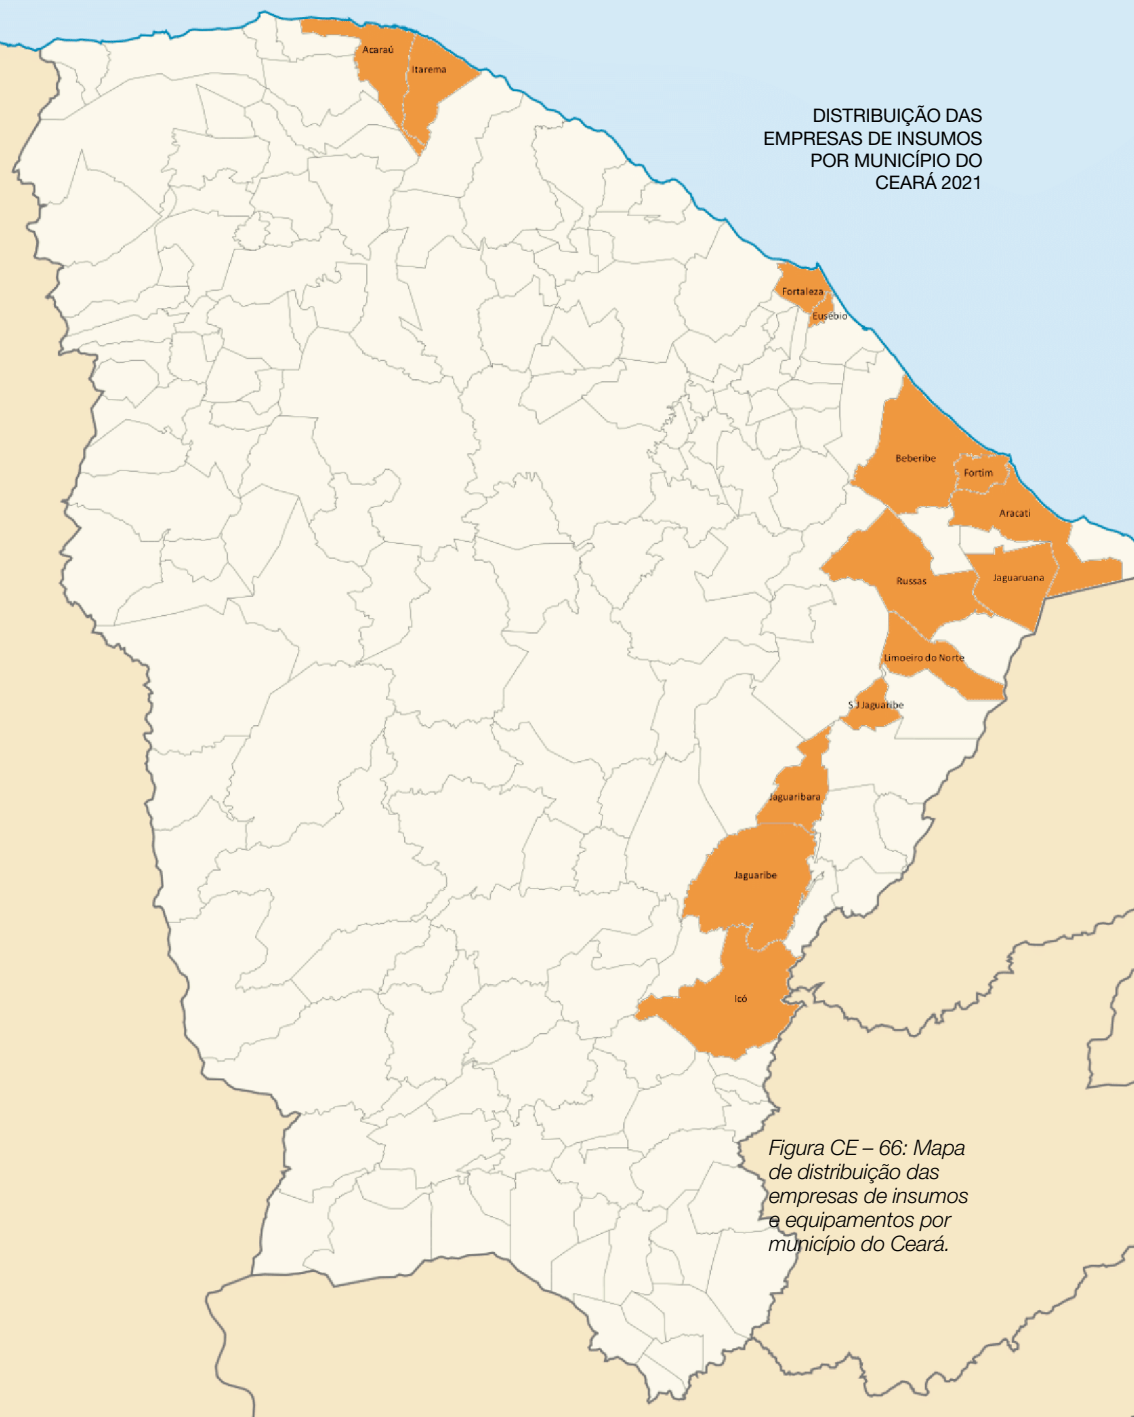 Acaraú
Itarema
DISTRIBUIÇÃO DAS
EMPRESAS DE INSUMOS
POR MUNICÍPIO DO
CEARÁ 2021
Fortaleza
Eusébio
Beberibe
Fortim
Aracati
Russas
Jaguaruana
Limoeiro do Norte
S J Jaguaribe
Jaguaribara
Jaguaribe
Icó
Figura CE – 66: Mapa
de distribuição das
empresas de insumos
e equipamentos por
município do Ceará.